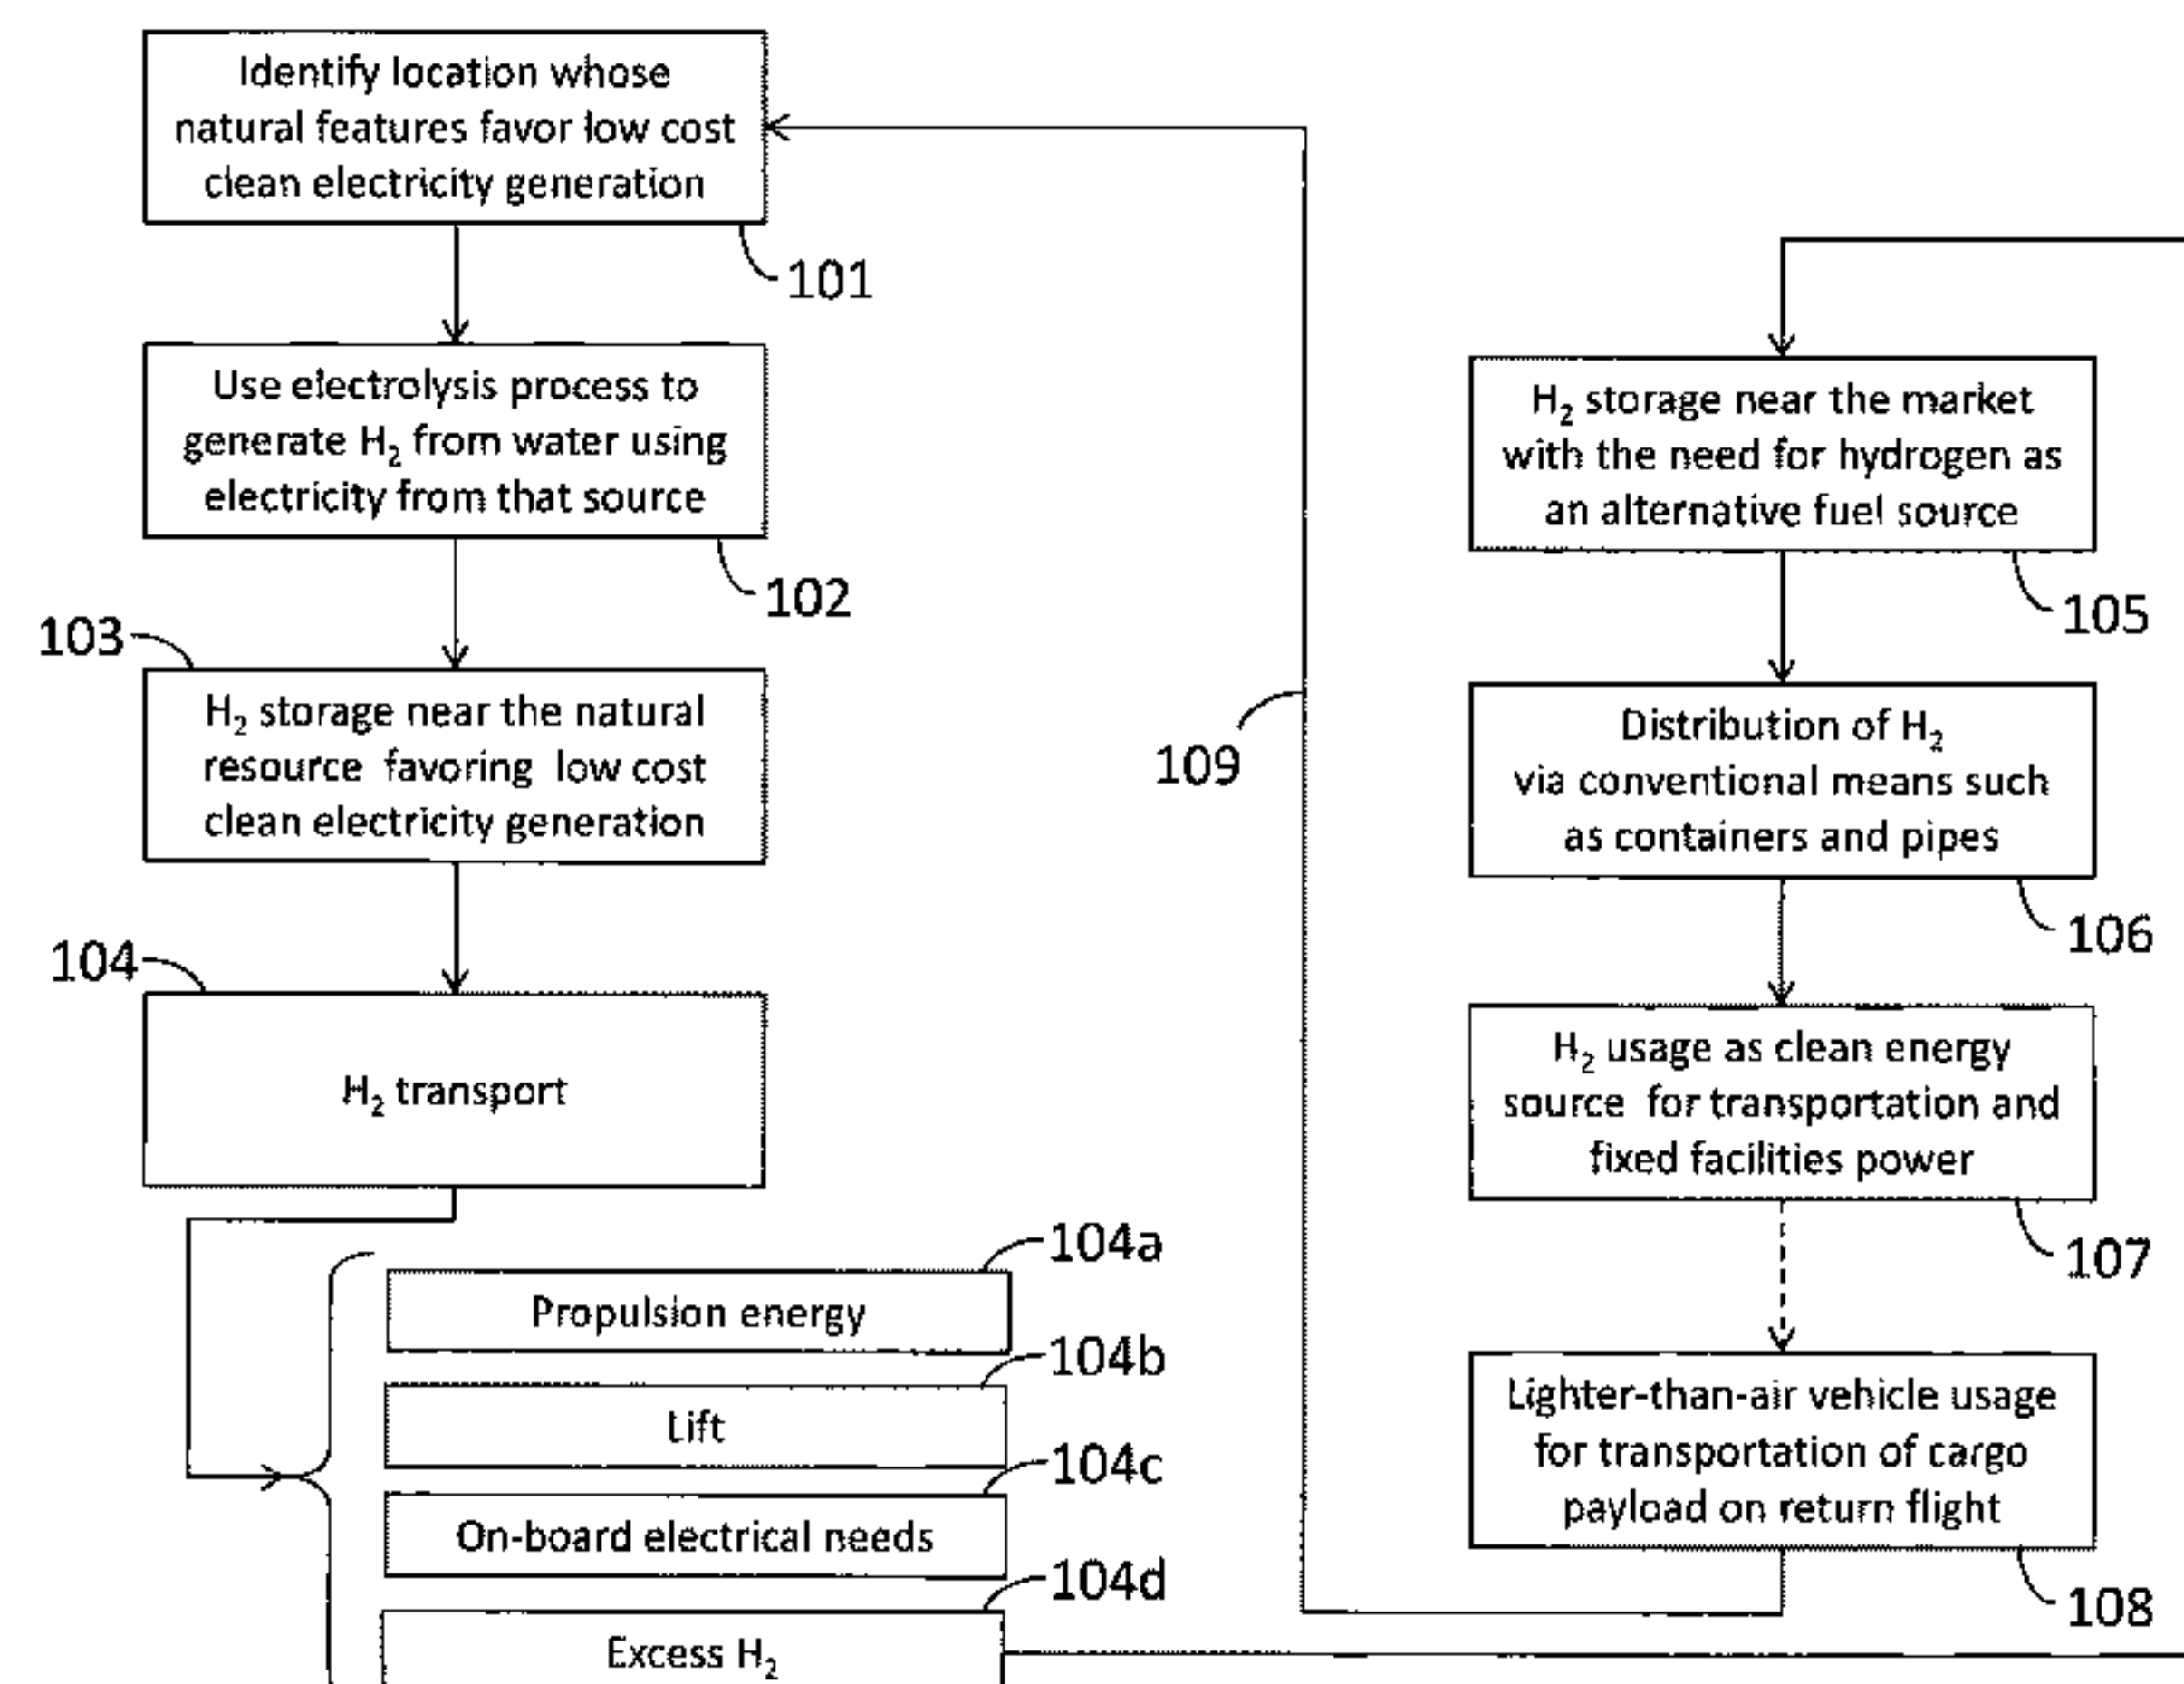 Identify location whose
natural features favor low cost
clean electricity generation
101
Use electrolysis process to
generate H₂ from water using
electricity from that source
102
103
H₂ storage near the natural
resource favoring low cost
clean electricity generation
104
H₂ transport
104a
Propulsion energy
104b
Lift
104c
On-board electrical needs
104d
Excess H₂
109
H₂ storage near the market
with the need for hydrogen as
an alternative fuel source
105
Distribution of H₂
via conventional means such
as containers and pipes
106
H₂ usage as clean energy
source for transportation and
fixed facilities power
107
Lighter-than-air vehicle usage
for transportation of cargo
payload on return flight
108